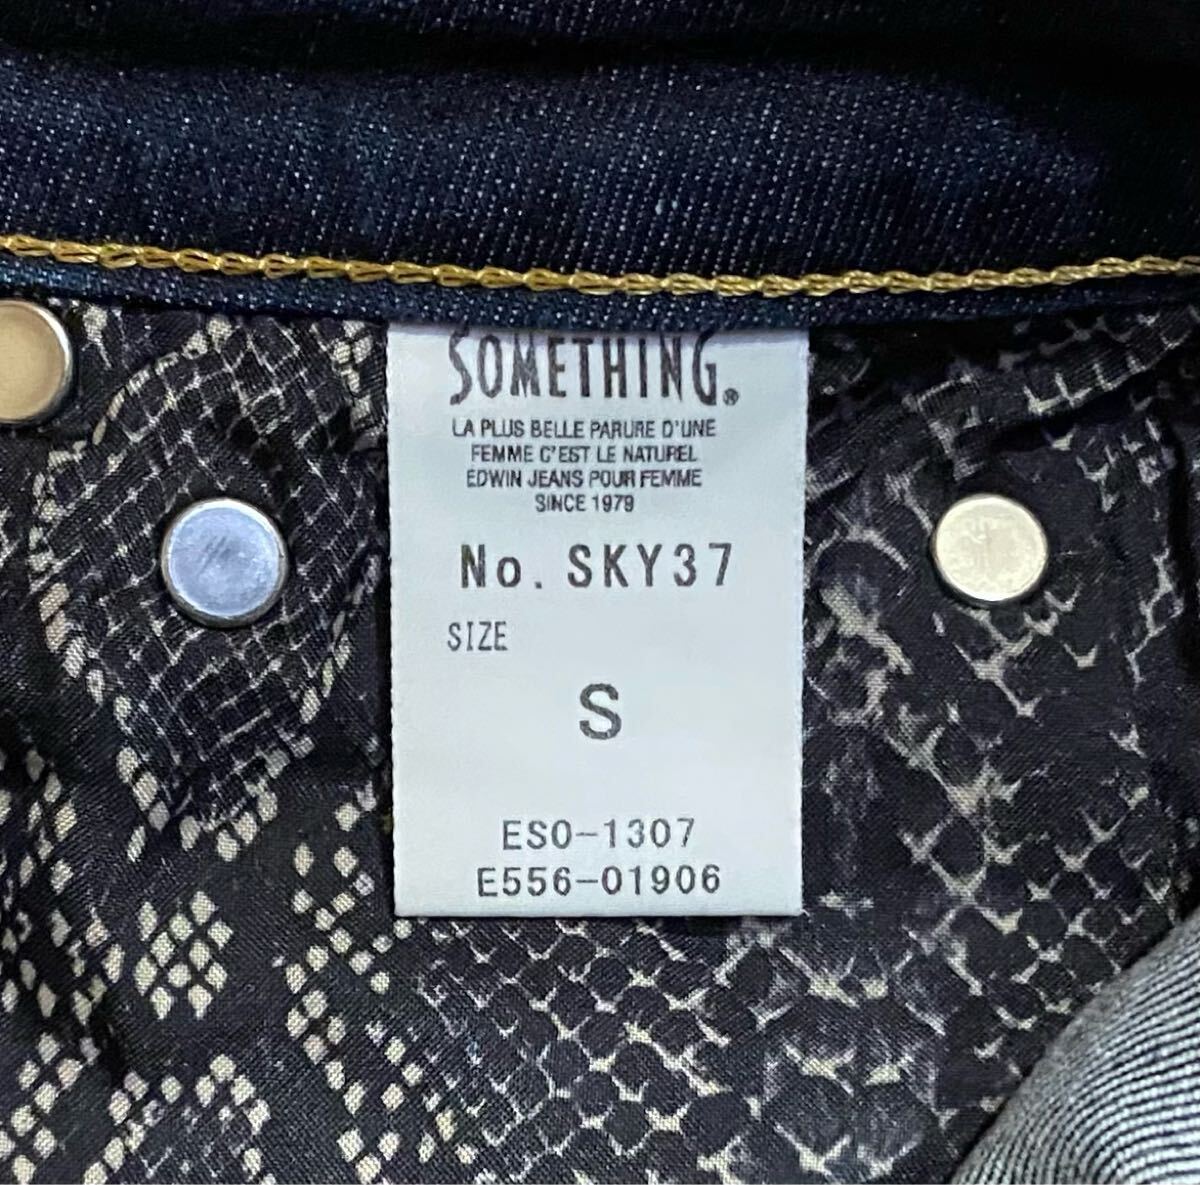 SOMETHING®
LA PLUS BELLE PARURE D'UNE
FEMME C'EST LE NATUREL
EDWIN JEANS POUR FEMME
SINCE 1979
No. SKY37
SIZE
S
ESO-1307
E556-01906